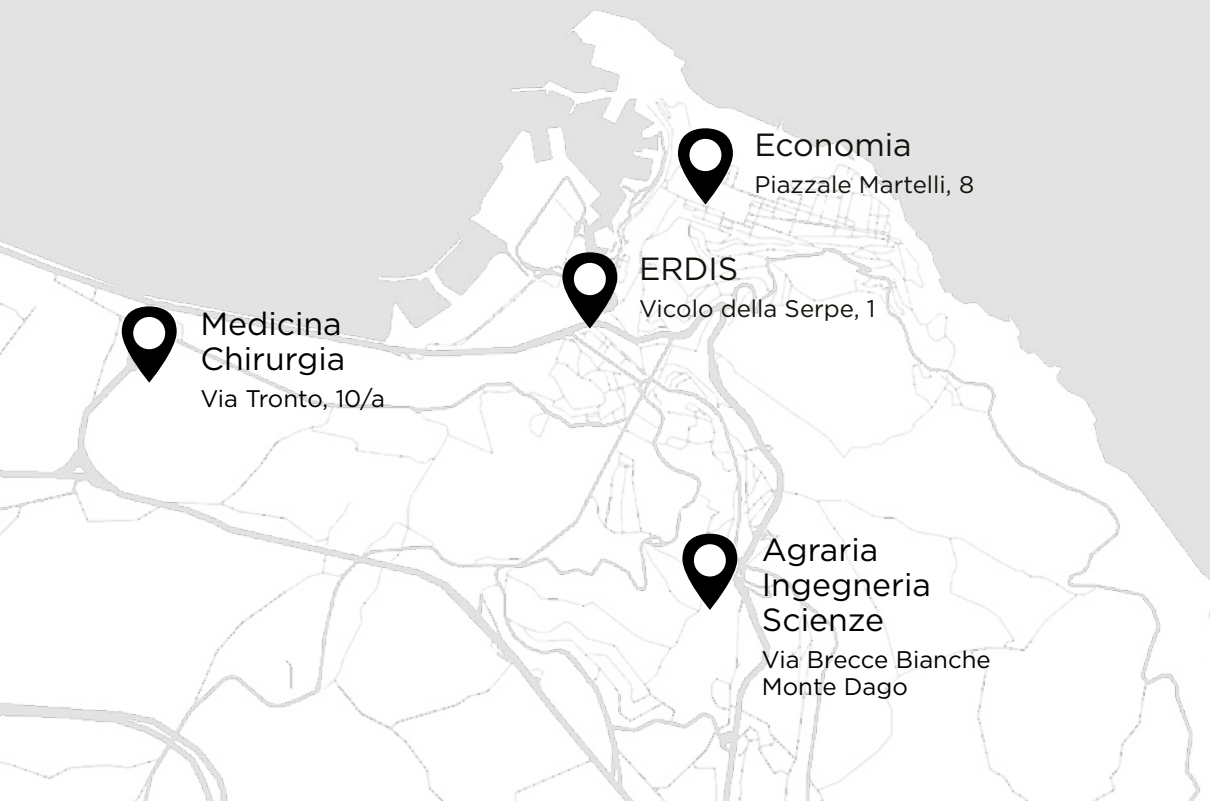 Economia
Piazzale Martelli, 8
ERDIS
Vicolo della Serpe, 1
Medicina
Chirurgia
Via Tronto, 10/a
Agraria
Ingegneria
Scienze
Via Brecce Bianche
Monte Dago